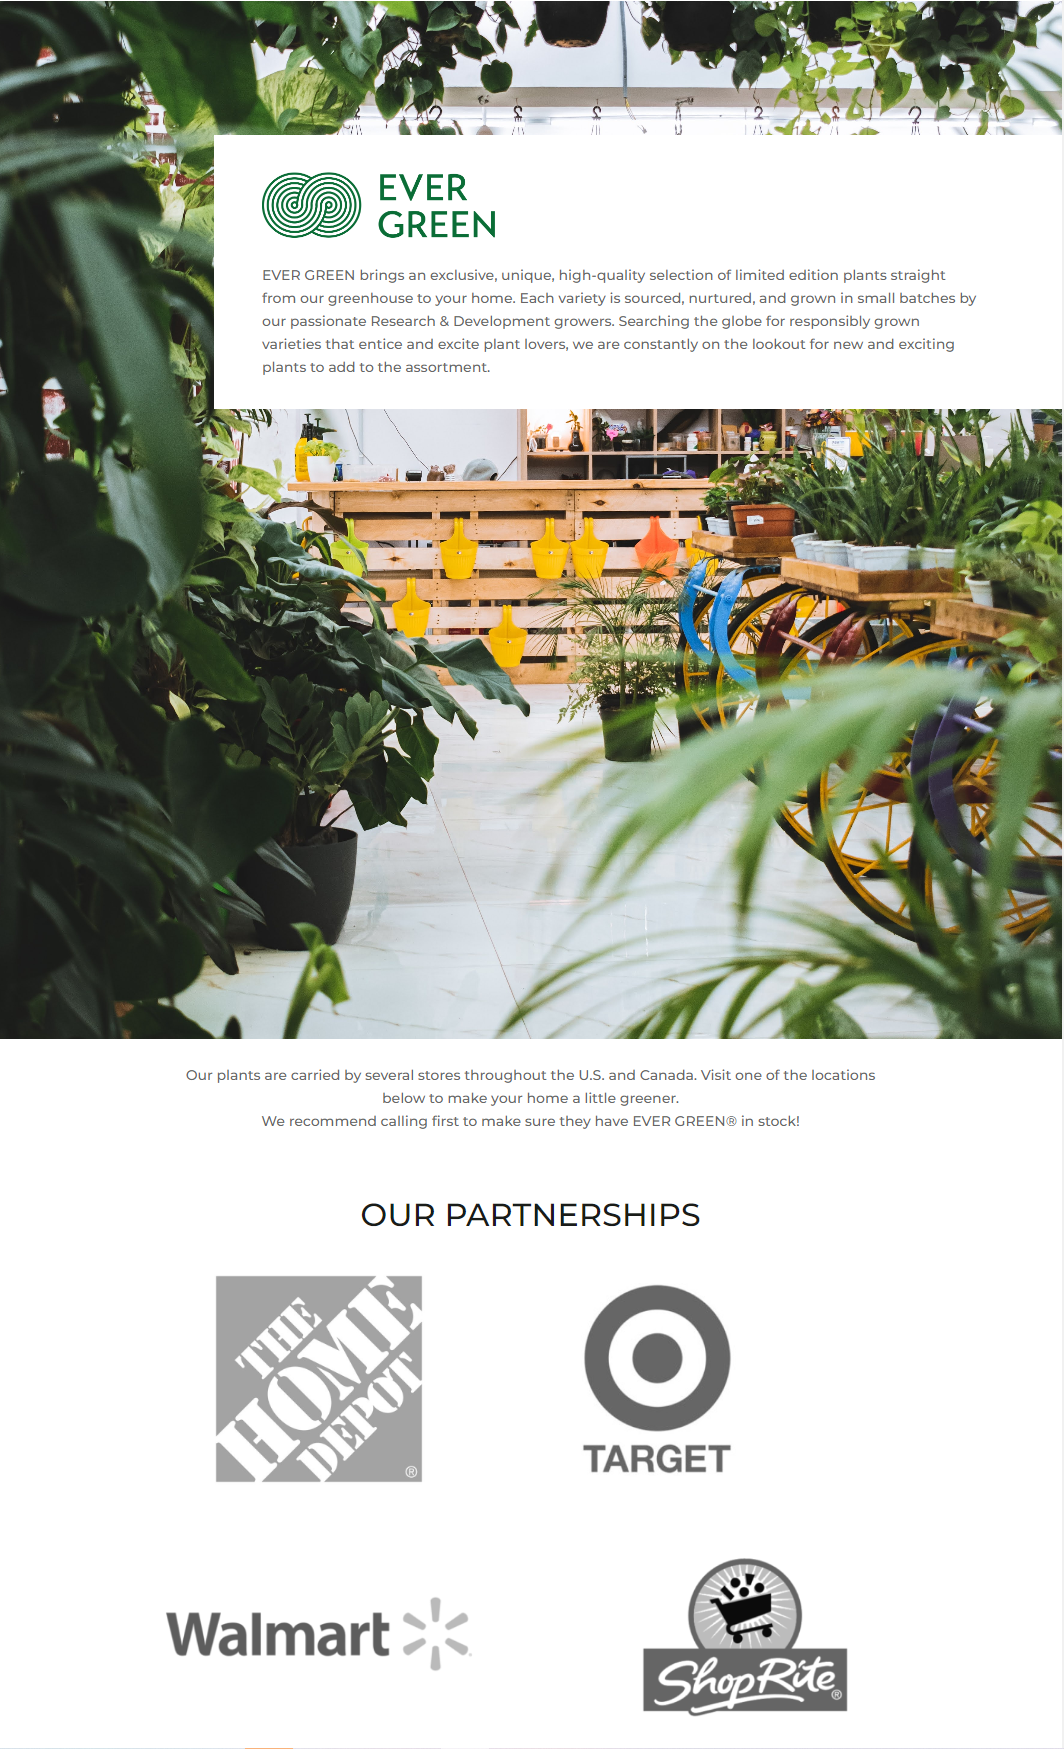 EVER
GREEN
EVER GREEN brings an exclusive, unique, high-quality selection of limited edition plants straight
from our greenhouse to your home. Each variety is sourced, nurtured, and grown in small batches by
our passionate Research & Development growers. Searching the globe for responsibly grown
varieties that entice and excite plant lovers, we are constantly on the lookout for new and exciting
plants to add to the assortment.
Our plants are carried by several stores throughout the U.S. and Canada. Visit one of the locations
below to make your home a little greener.
We recommend calling first to make sure they have EVER GREEN® in stock!
OUR PARTNERSHIPS
THE
HOME
DEPOT
®
TARGET
Walmart
ShopRite
®